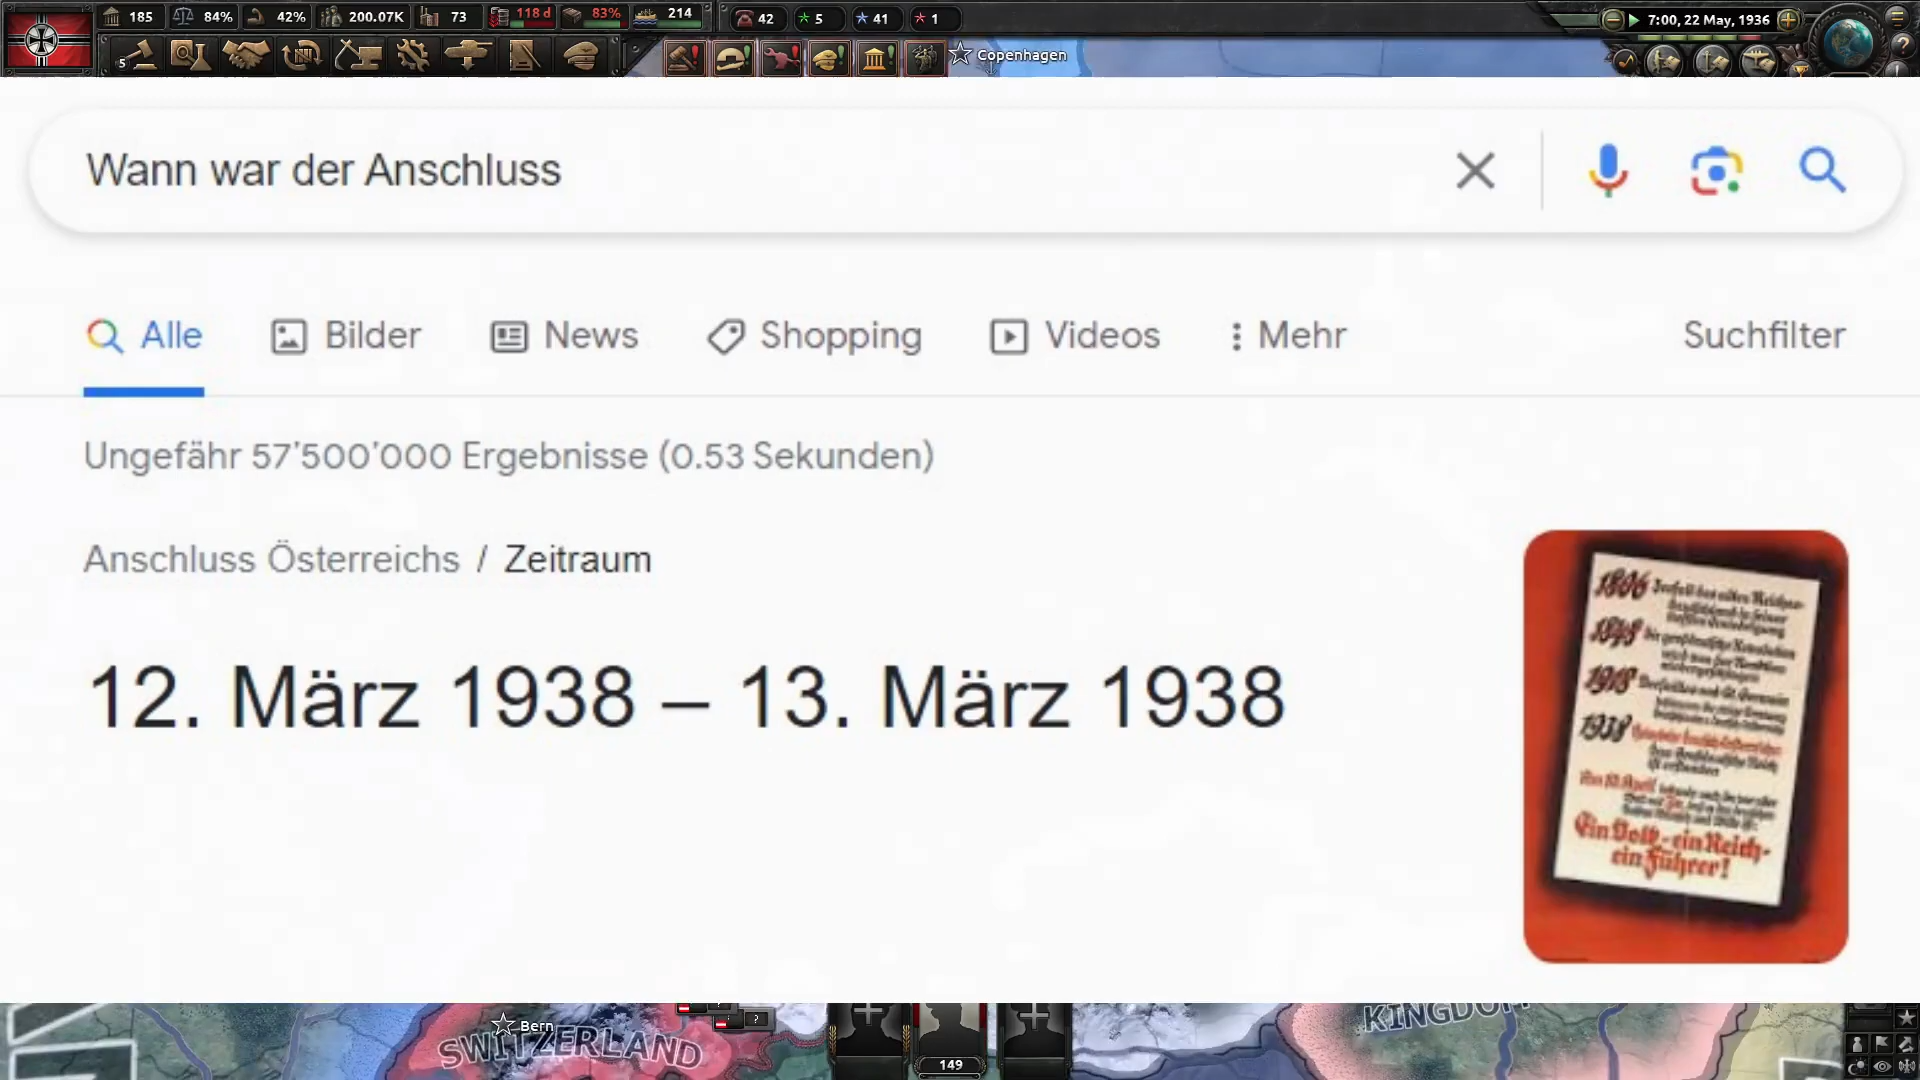 185 84% 42% 200.07K 73 118 d 83% 214 42 5 41 1 7:00, 22 May, 1936
5
Copenhagen
Wann war der Anschluss
Alle Bilder News Shopping Videos Mehr Suchfilter
Ungefähr 57'500'000 Ergebnisse (0.53 Sekunden)
Anschluss Österreichs / Zeitraum
12. März 1938 – 13. März 1938
1806
1848
1918
1938
Ein Volk - ein Reich -
ein Führer!
Bern
SWITZERLAND
?
149
KINGDOM